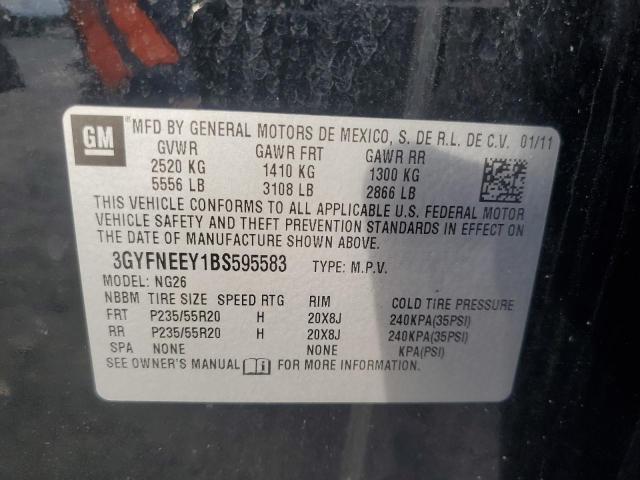 GM ® MFD BY GENERAL MOTORS DE MEXICO, S. DE R.L. DE C.V. 01/11
GVWR GAWR FRT GAWR RR
2520 KG 1410 KG 1300 KG
5556 LB 3108 LB 2866 LB
THIS VEHICLE CONFORMS TO ALL APPLICABLE U.S. FEDERAL MOTOR
VEHICLE SAFETY AND THEFT PREVENTION STANDARDS IN EFFECT ON
THE DATE OF MANUFACTURE SHOWN ABOVE.
3GYFNEEY1BS595583 TYPE: M.P.V.
MODEL: NG26
NBBM TIRE SIZE SPEED RTG RIM COLD TIRE PRESSURE
FRT P235/55R20 H 20X8J 240KPA(35PSI)
RR P235/55R20 H 20X8J 240KPA(35PSI)
SPA NONE NONE KPA(PSI)
SEE OWNER'S MANUAL FOR MORE INFORMATION.